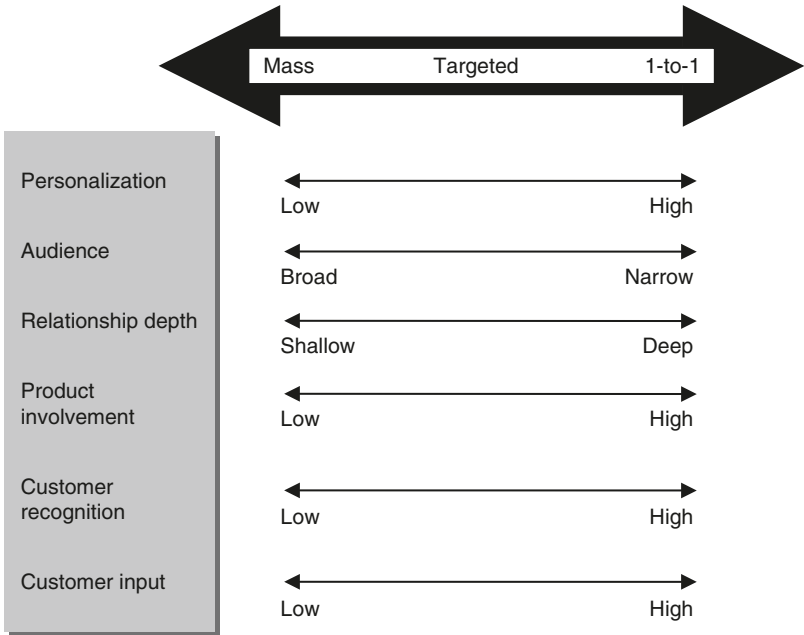 Mass Targeted 1-to-1
Personalization
Low High
Audience
Broad Narrow
Relationship depth
Shallow Deep
Product
involvement
Low High
Customer
recognition
Low High
Customer input
Low High